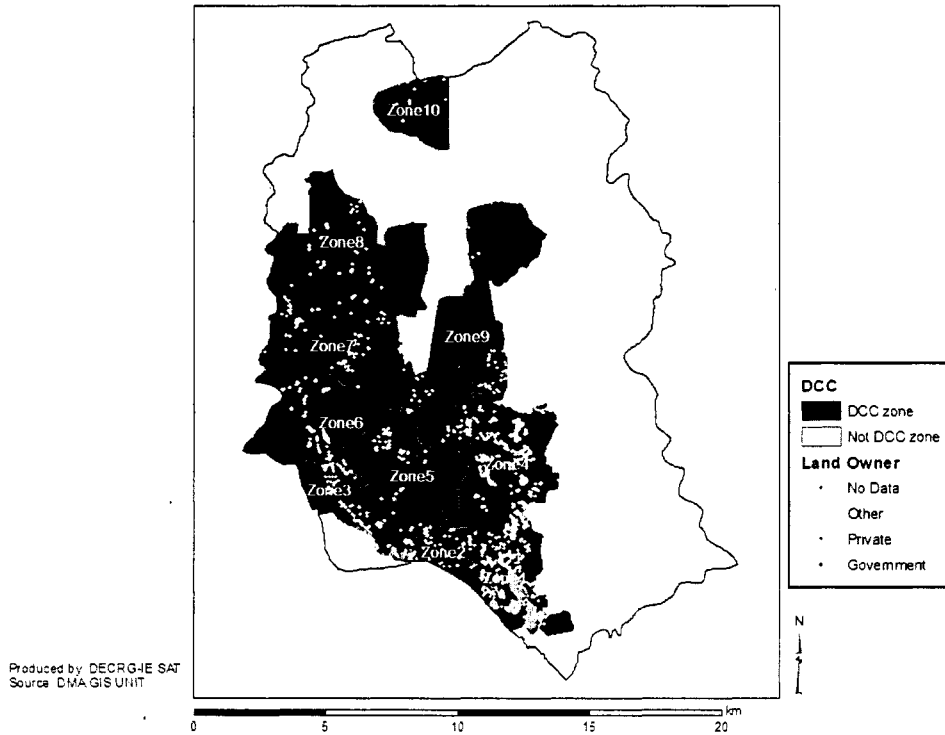 Zone10
Zone8
Zone9
Zone7
Zone6
Zone4
Zone5
Zone3
Zone2
DCC
DCC zone
Not DCC zone
Land Owner
No Data
Other
Private
Government
N
Produced by DECRG-IE SAT
Source DMA GIS UNIT
km
0 5 10 15 20